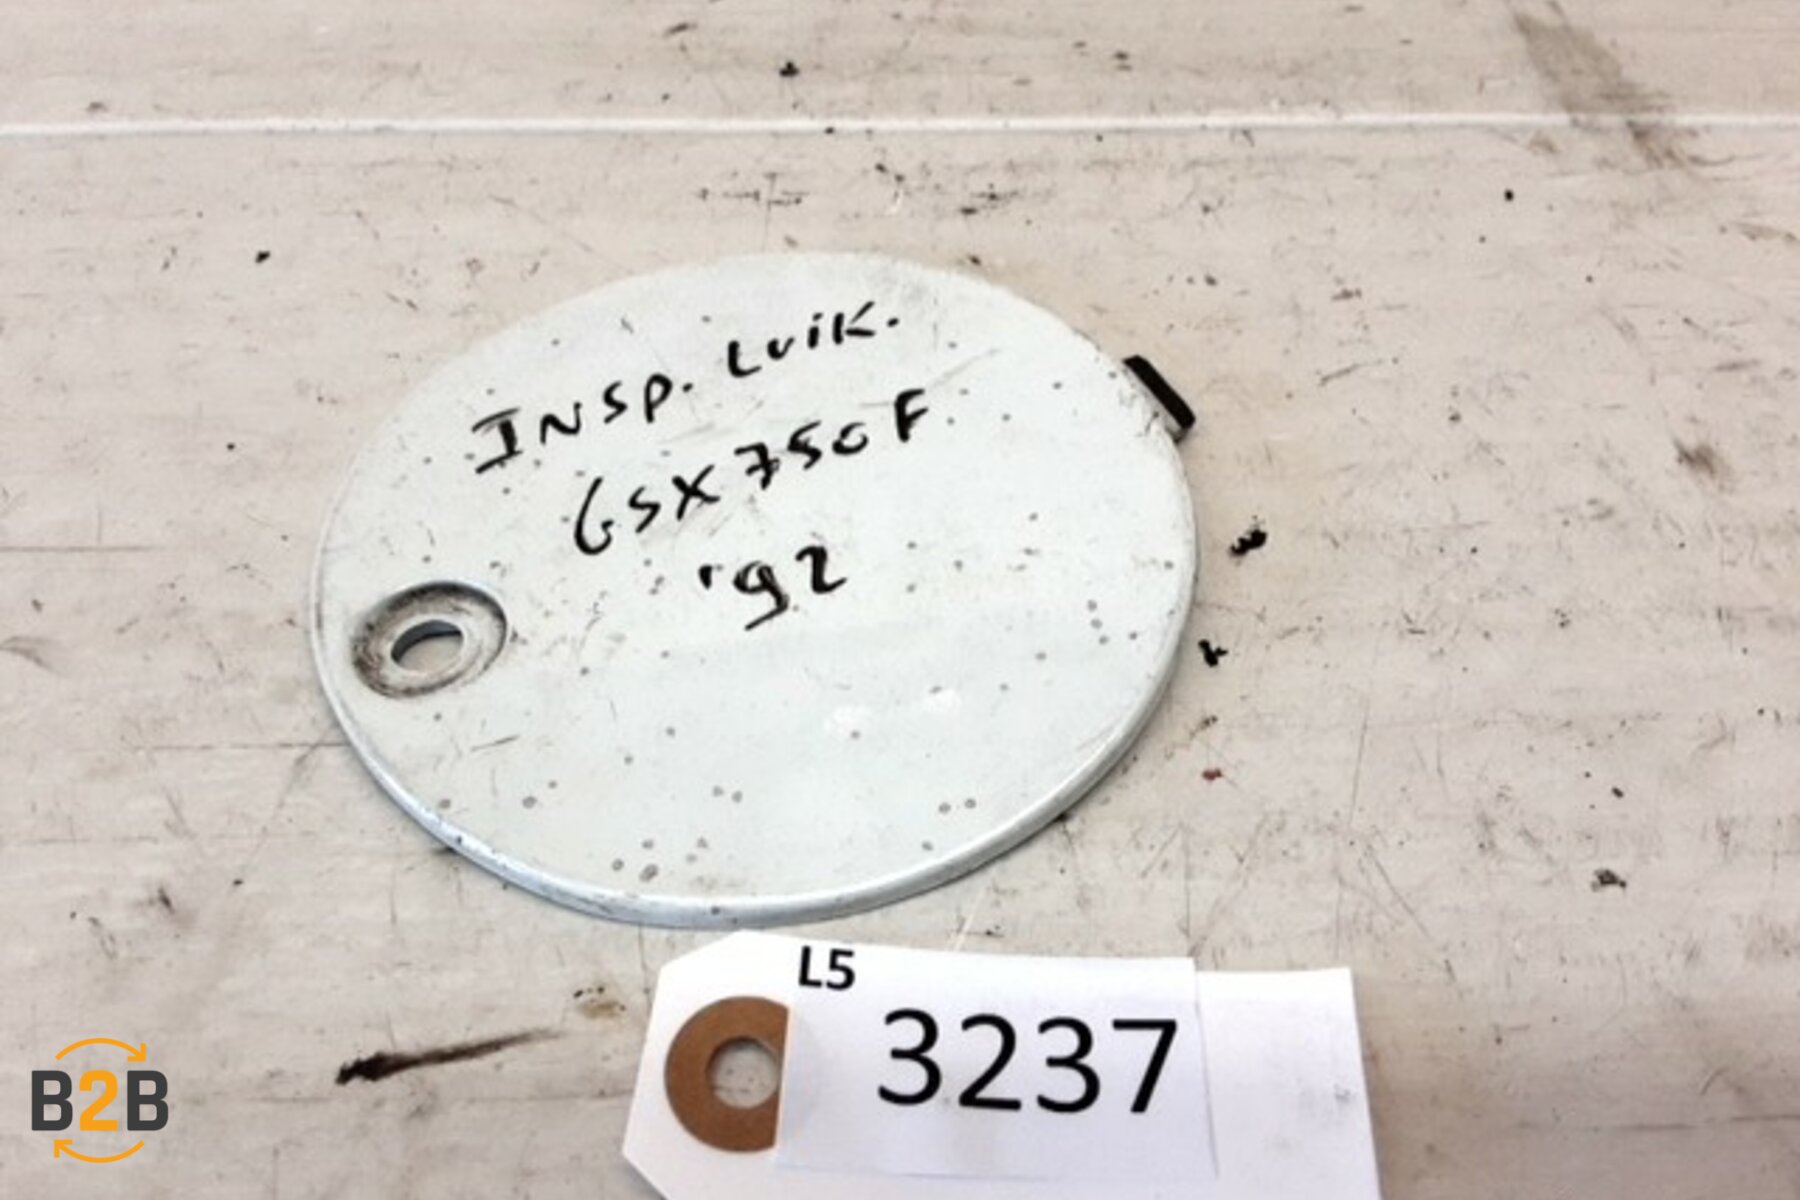 INSP. LUIK.
GSX750F
'92
L5
3237
B2B